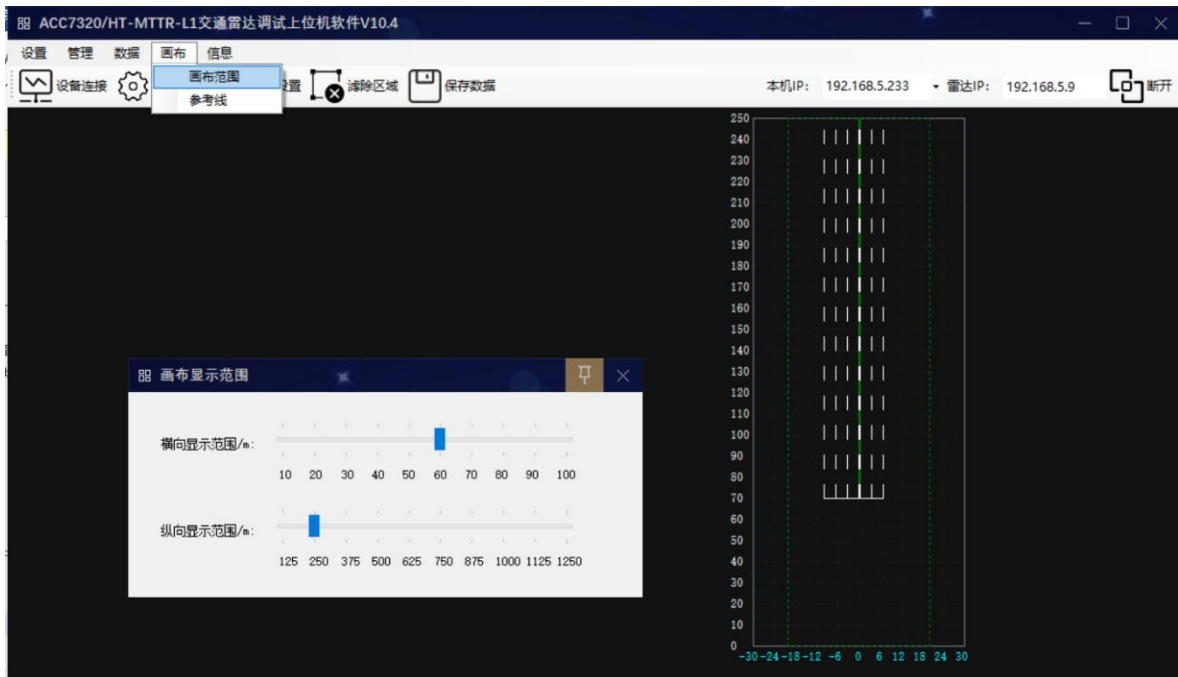 ACC7320/HT-MTTR-L1交通雷达调试上位机软件V10.4
设置 管理 数据 画布 信息
画布范围
参考线
设备连接 置 滤除区域 保存数据 本机IP: 192.168.5.233 雷达IP: 192.168.5.9 断开
250
240
230
220
210
200
190
180
170
160
150
140
130
120
110
100
90
80
70
60
50
40
30
20
10
0
-30 -24 -18 -12 -6 0 6 12 18 24 30
画布显示范围
横向显示范围/m:
10 20 30 40 50 60 70 80 90 100
纵向显示范围/m:
125 250 375 500 625 750 875 1000 1125 1250